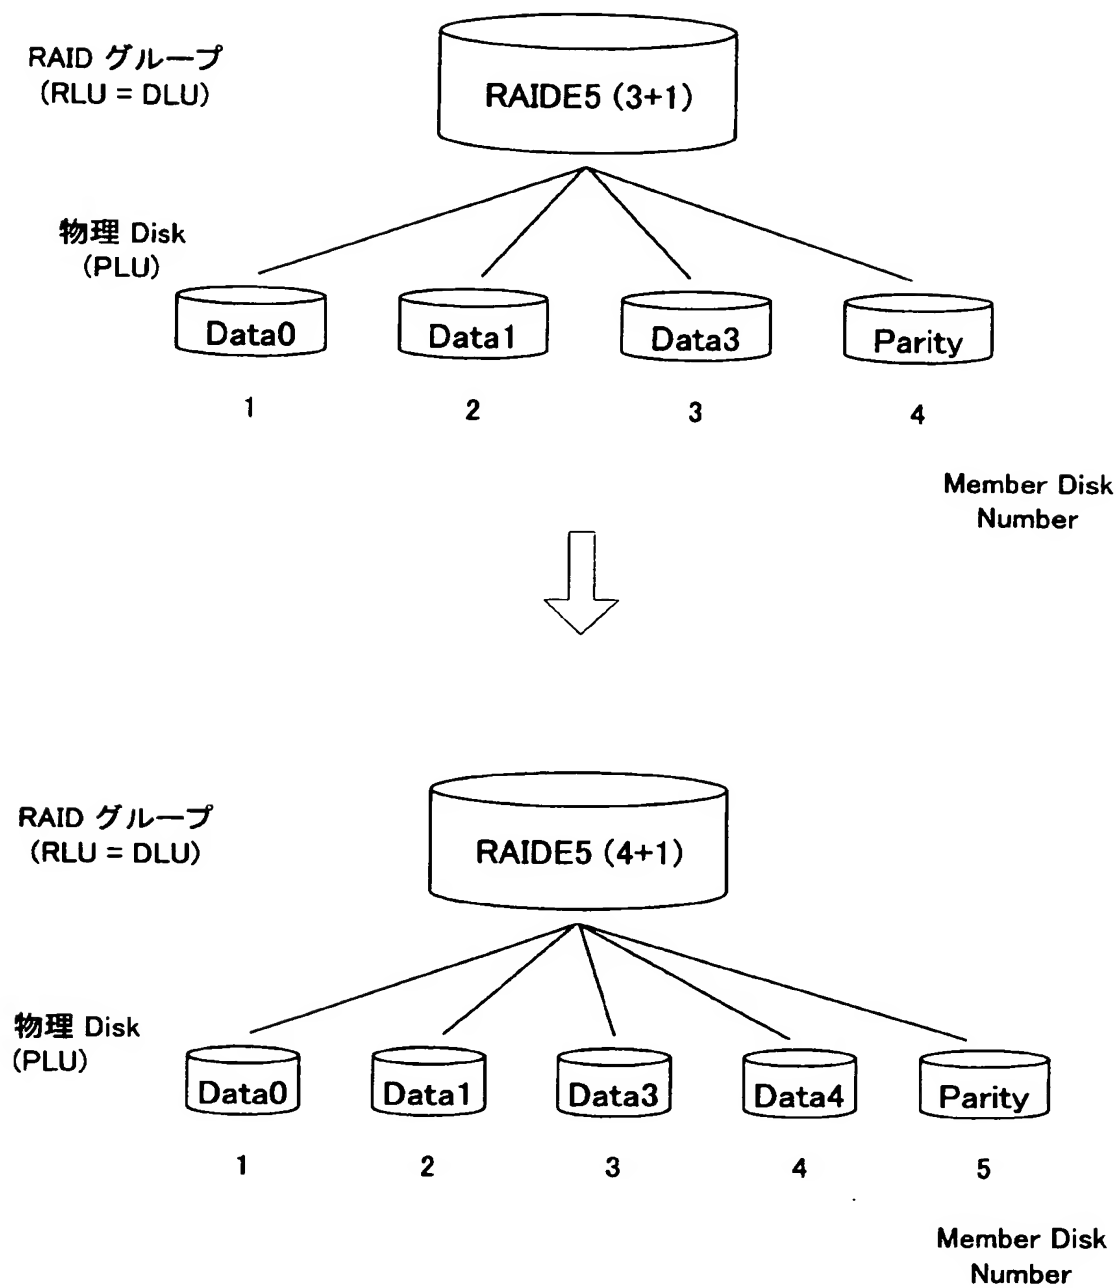 RAID グループ
(RLU = DLU)
RAIDE5 (3+1)
物理 Disk
(PLU)
Data0 Data1 Data3 Parity
1 2 3 4
Member Disk
Number
RAID グループ
(RLU = DLU)
RAIDE5 (4+1)
物理 Disk
(PLU)
Data0 Data1 Data3 Data4 Parity
1 2 3 4 5
Member Disk
Number